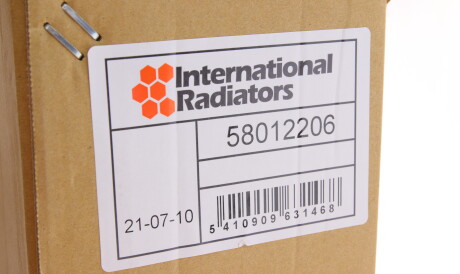 International
Radiators
58012206
21-07-10
5 410909 631468